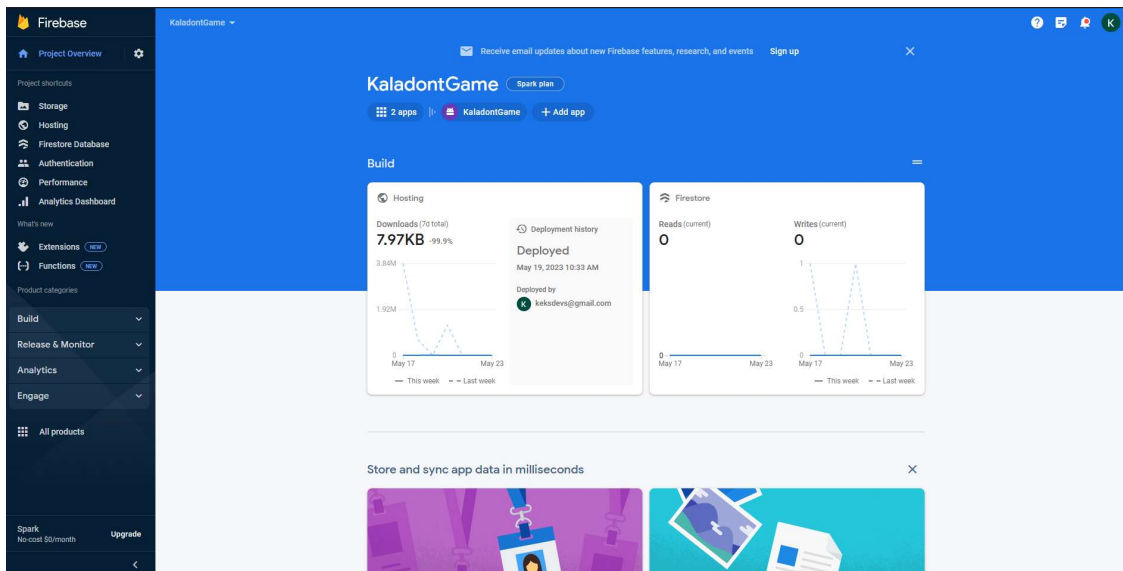 Firebase
KaladontGame
Project Overview
Receive email updates about new Firebase features, research, and events Sign up
Project shortcuts
Storage
Hosting
Firestore Database
Authentication
Performance
Analytics Dashboard
What's new
Extensions NEW
Functions NEW
Product categories
Build
Release & Monitor
Analytics
Engage
All products
Spark
No-cost $0/month
Upgrade
K
KaladontGame Spark plan
2 apps KaladontGame + Add app
Build
Hosting
Downloads (7d total)
7.97KB -99.9%
3.84M
1.92M
0
May 17 May 23
This week Last week
Deployment history
Deployed
May 19, 2023 10:33 AM
Deployed by
K keksdevs@gmail.com
Firestore
Reads (current)
0
0
May 17 May 23
Writes (current)
0
1
0.5
0
May 17 May 23
This week Last week
Store and sync app data in milliseconds